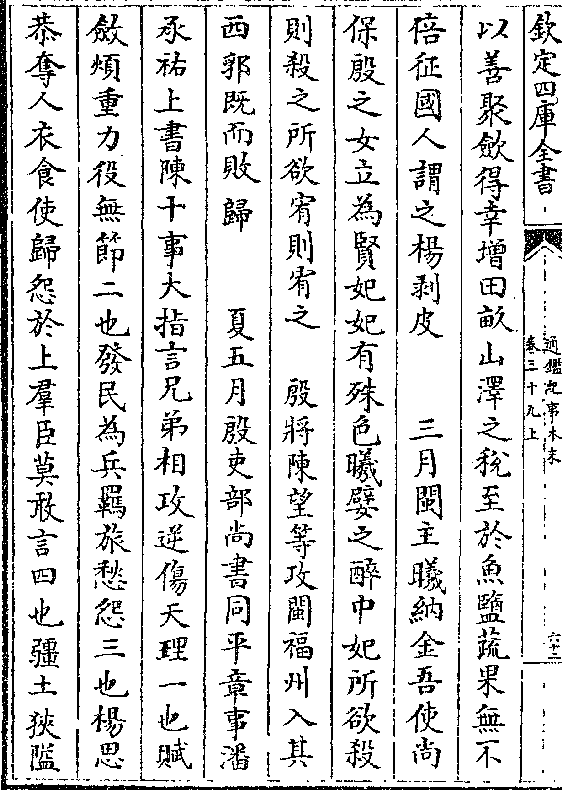 欽定四庫全書
通鑑紀事本末
卷三十九上
六十二
以善聚斂得幸增田畝山澤之稅至於魚鹽蔬果無不
倍征國人謂之楊剥皮　三月閩主曦納金吾使尚
保殷之女立為賢妃妃有殊色曦嬖之醉中妃所欲殺
則殺之所欲宥則宥之　殷將陳望等攻閩福州入其
西郛既而敗歸　夏五月殷吏部尚書同平章事潘
承祐上書陳十事大指言兄弟相攻逆傷天理一也賦
斂煩重力役無節二也發民為兵羈旅愁怨三也楊思
恭奪人衣食使歸怨於上羣臣莫敢言四也疆土狹隘